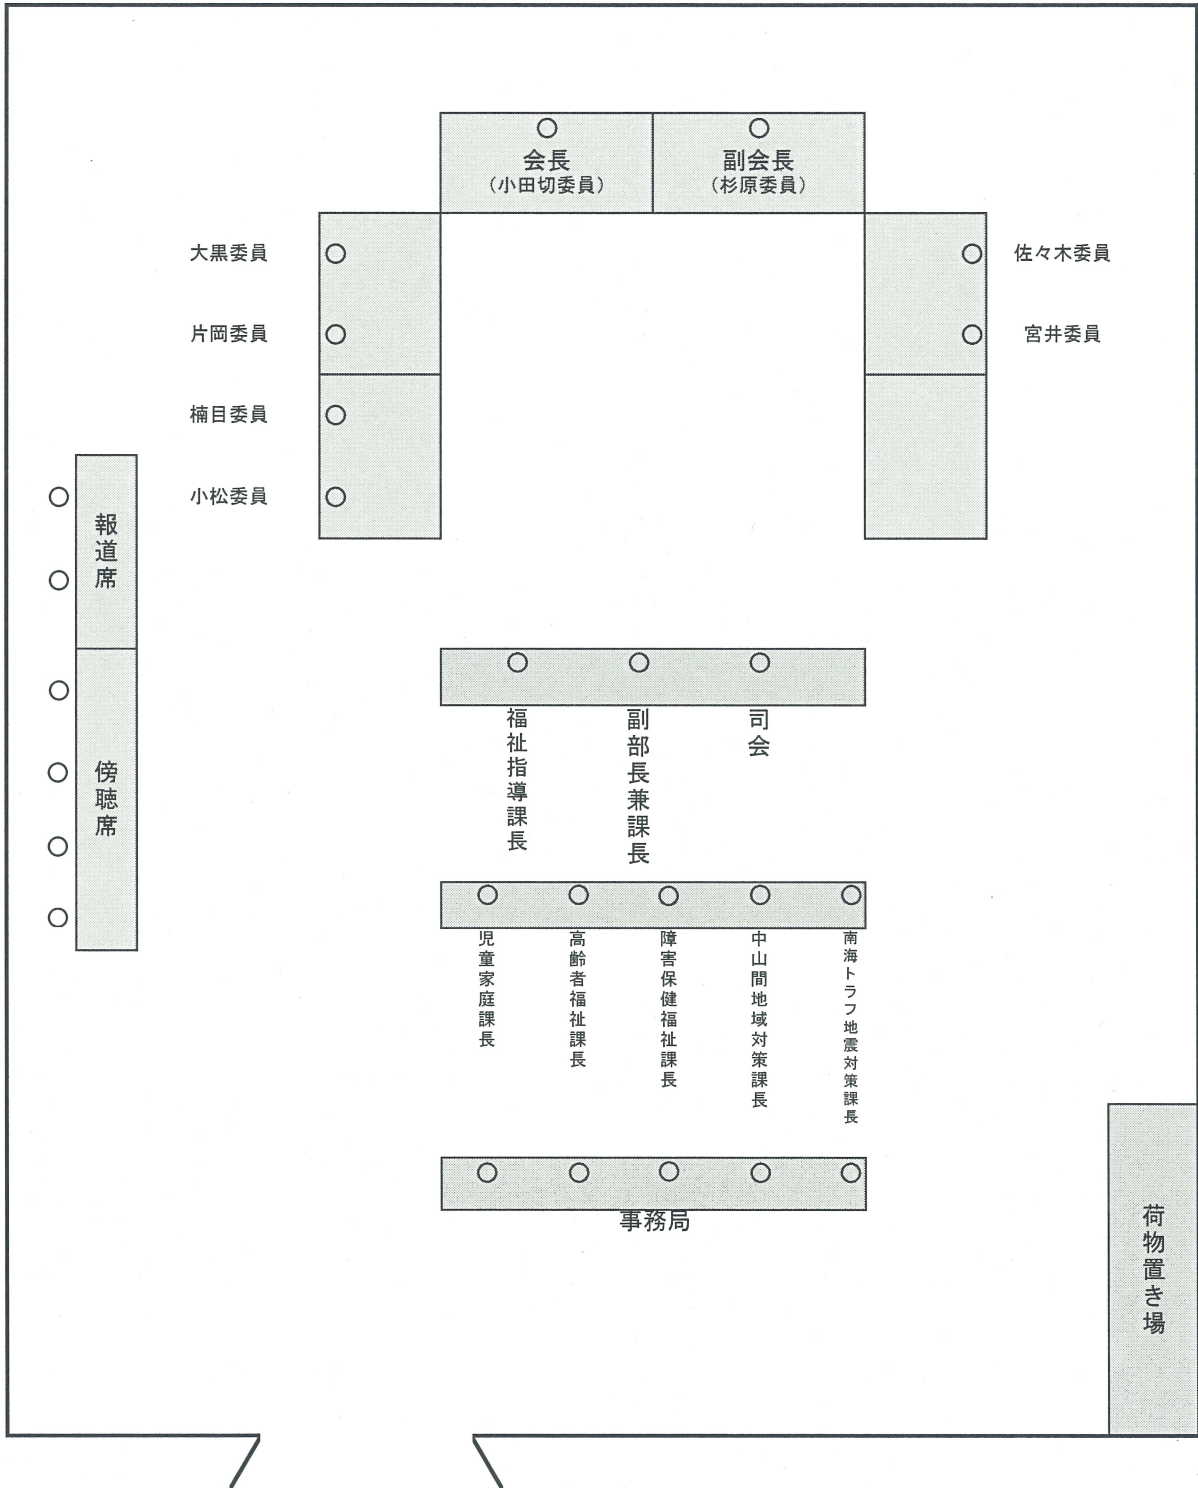 会長
（小田切委員）
副会長
（杉原委員）
大黒委員
佐々木委員
片岡委員
宮井委員
楠目委員
小松委員
報道席
傍聴席
福祉指導課長
副部長兼課長
司会
児童家庭課長
高齢者福祉課長
障害保健福祉課長
中山間地域対策課長
南海トラフ地震対策課長
事務局
荷物置き場